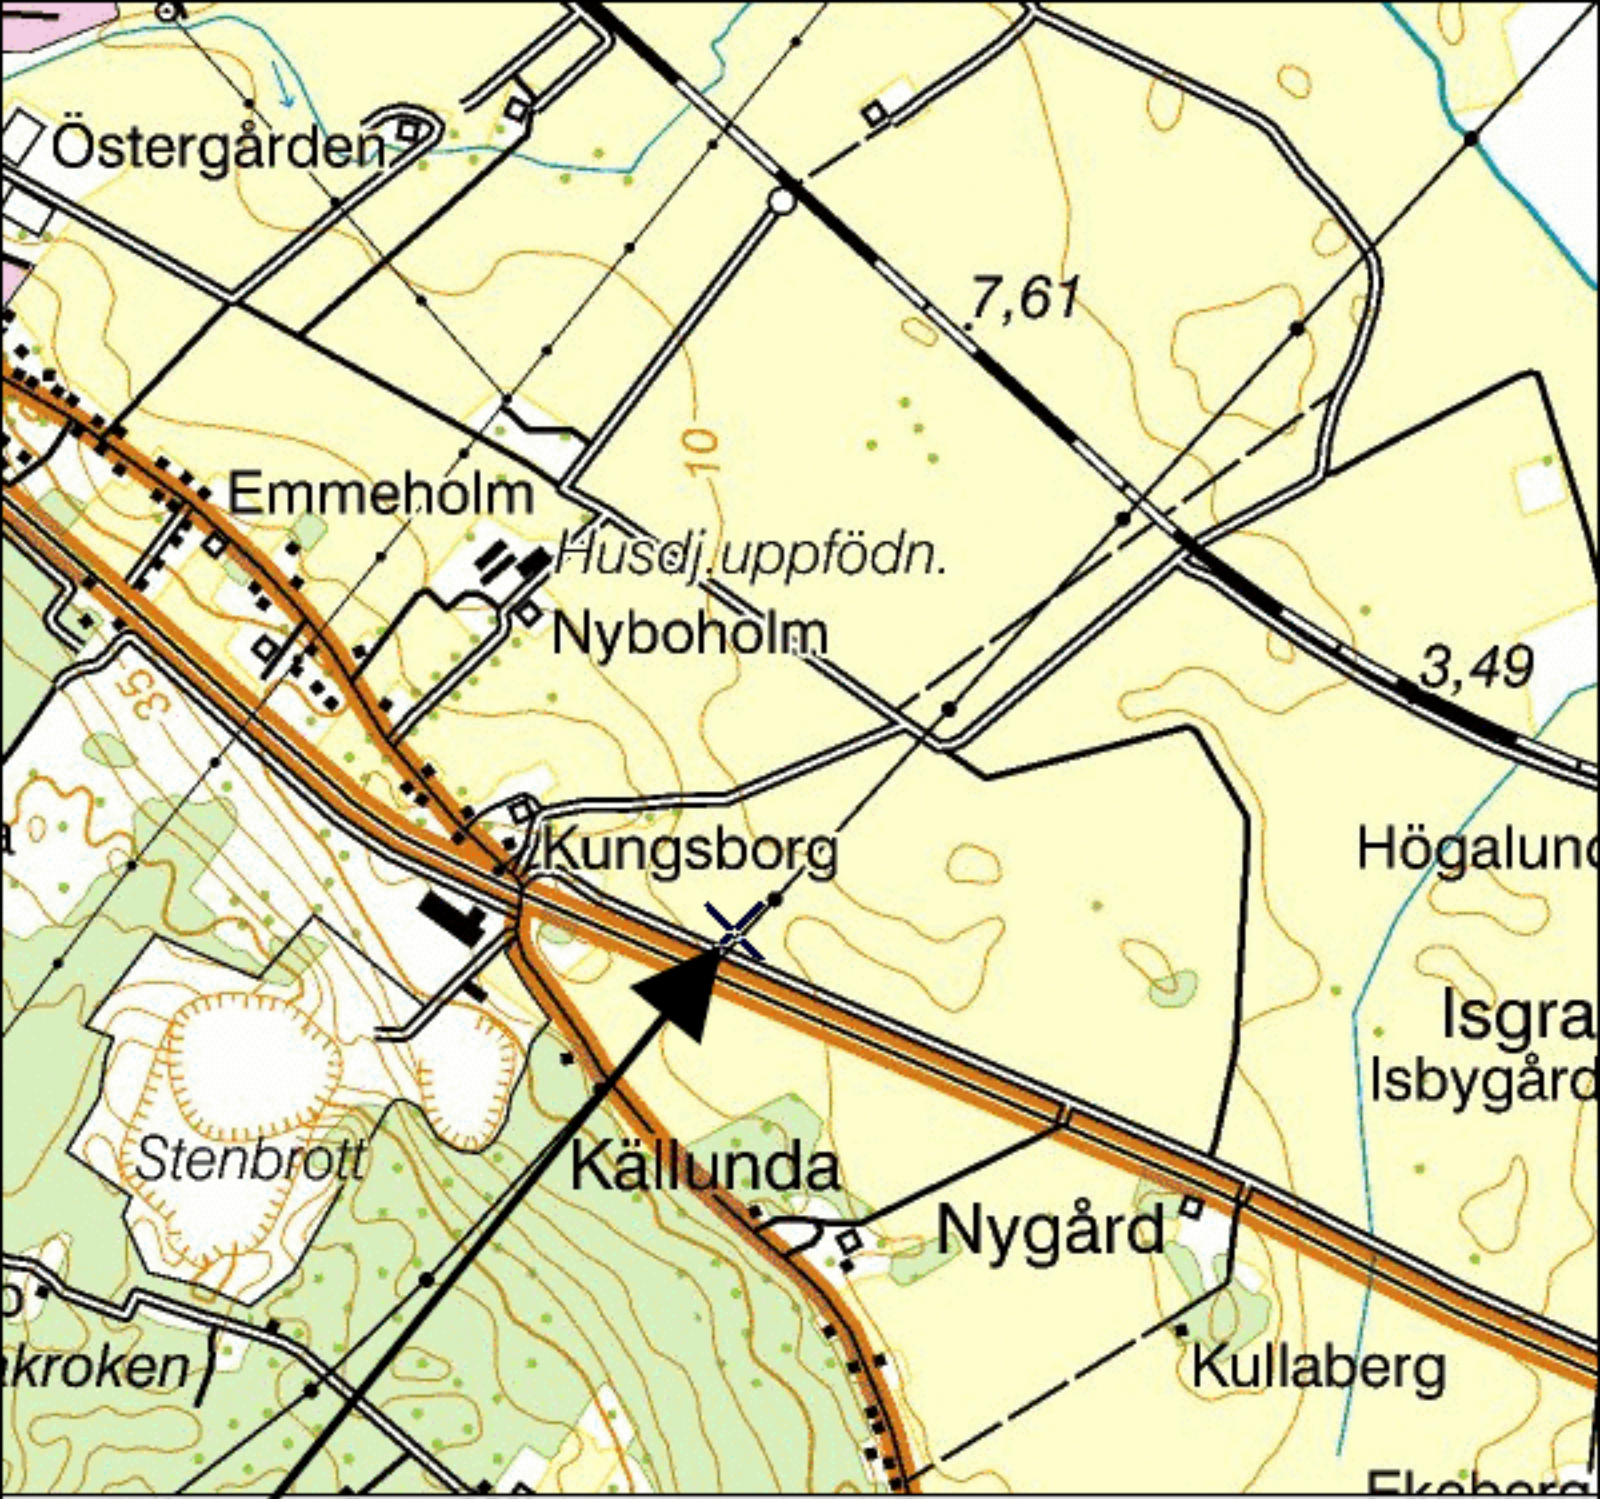 Östergården
7,61
Emmeholm
10
Husdj.uppfödn.
Nyboholm
3,49
35
Kungsborg
Högalund
Isgra
Isbygård
Stenbrott
Källunda
Nygård
akroken
Kullaberg
Ekeberg